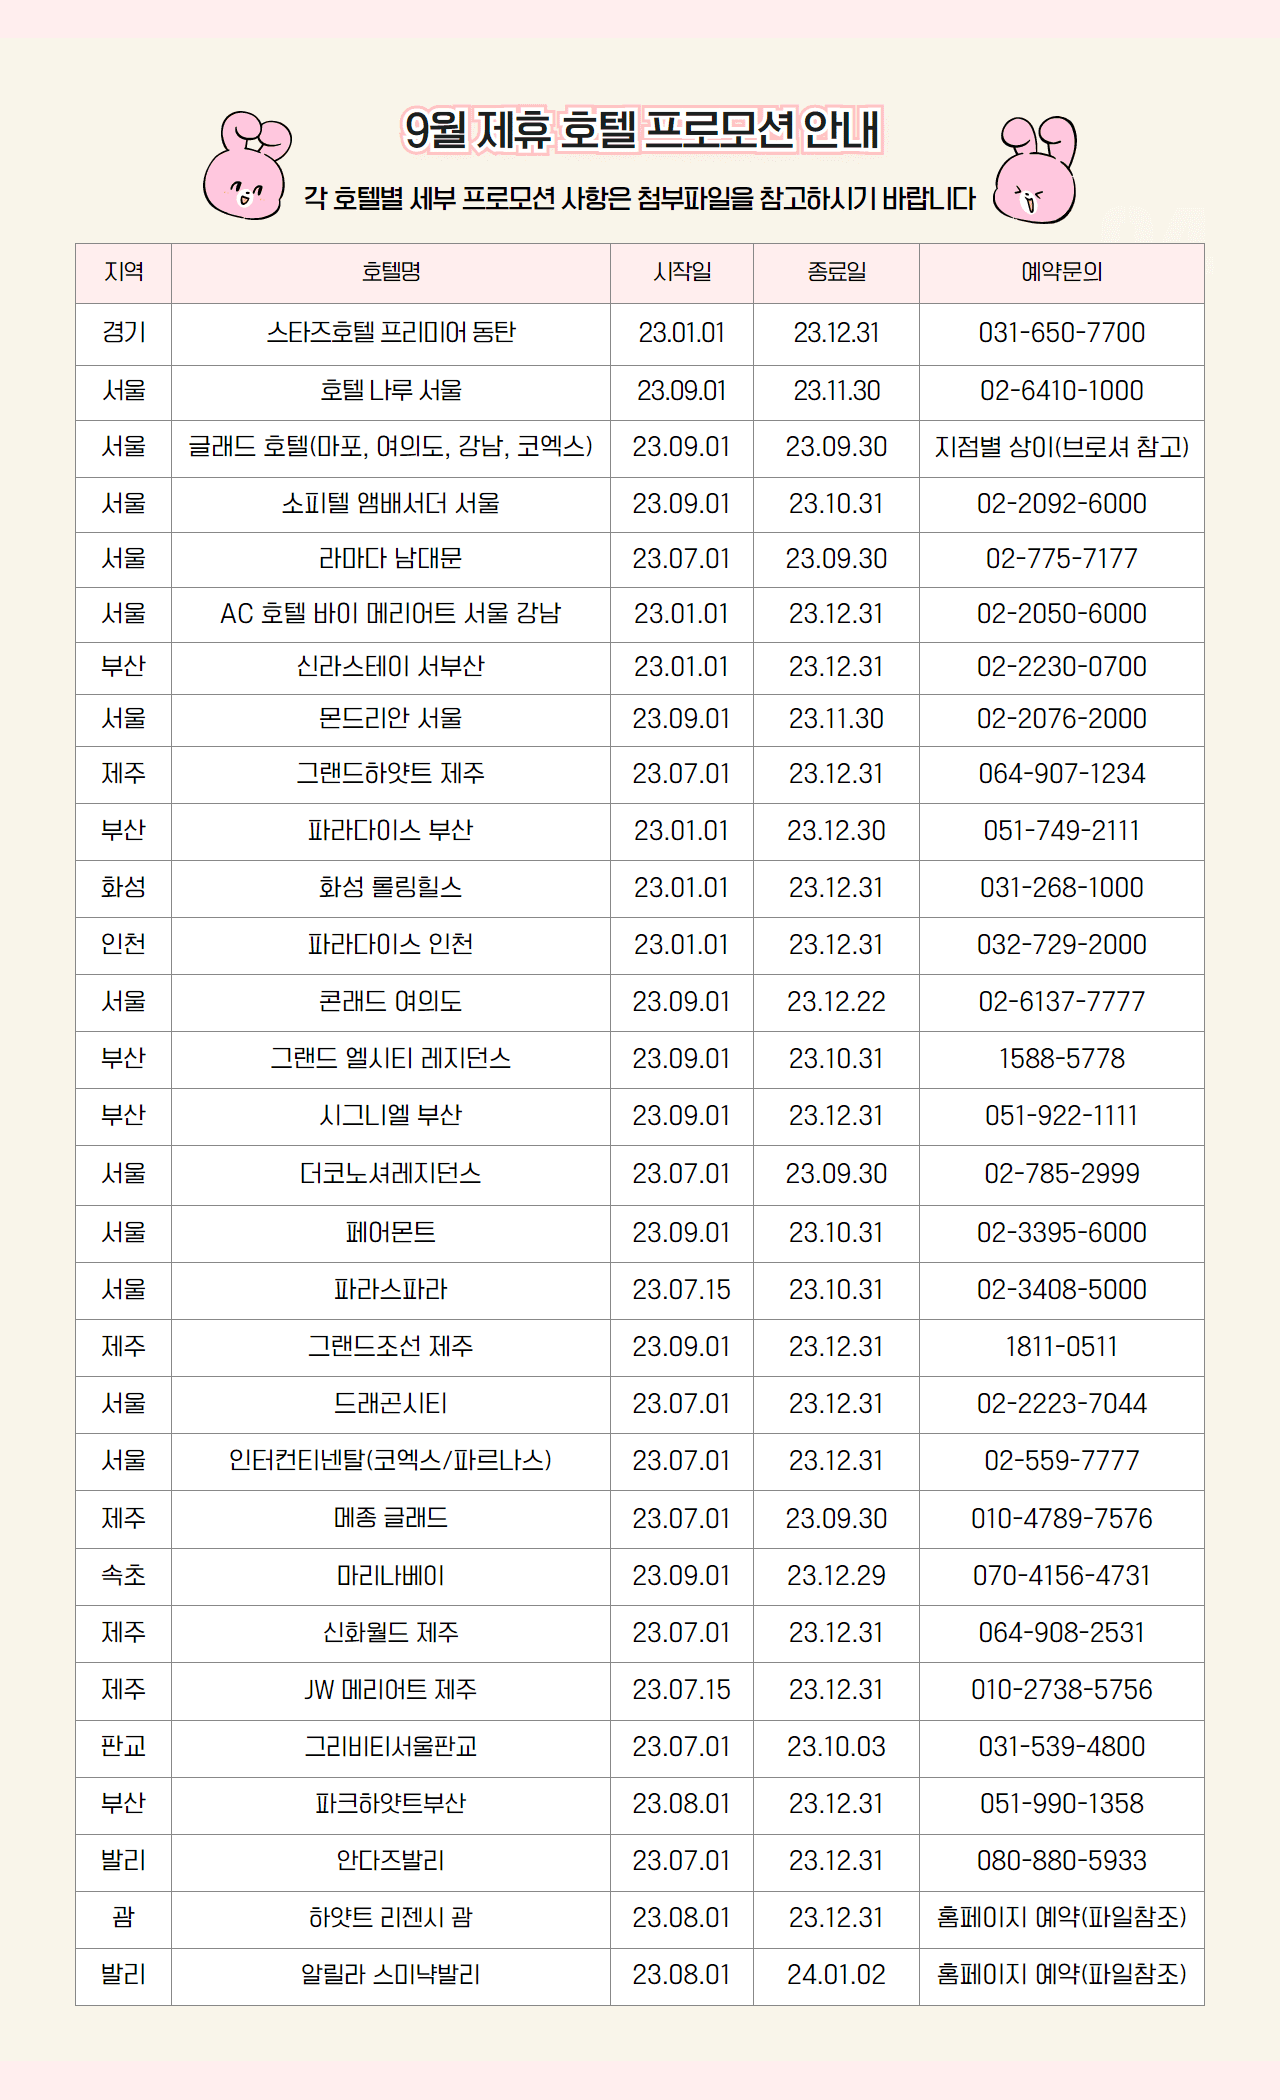 9월 제휴 호텔 프로모션 안내
각 호텔별 세부 프로모션 사항은 첨부파일을 참고하시기 바랍니다
지역 호텔명 시작일 종료일 예약문의
경기 스타즈호텔 프리미어 동탄 23.01.01 23.12.31 031-650-7700
서울 호텔 나루 서울 23.09.01 23.11.30 02-6410-1000
서울 글래드 호텔(마포, 여의도, 강남, 코엑스) 23.09.01 23.09.30 지점별 상이(브로셔 참고)
서울 소피텔 앰배서더 서울 23.09.01 23.10.31 02-2092-6000
서울 라마다 남대문 23.07.01 23.09.30 02-775-7177
서울 AC 호텔 바이 메리어트 서울 강남 23.01.01 23.12.31 02-2050-6000
부산 신라스테이 서부산 23.01.01 23.12.31 02-2230-0700
서울 몬드리안 서울 23.09.01 23.11.30 02-2076-2000
제주 그랜드하얏트 제주 23.07.01 23.12.31 064-907-1234
부산 파라다이스 부산 23.01.01 23.12.30 051-749-2111
화성 화성 롤링힐스 23.01.01 23.12.31 031-268-1000
인천 파라다이스 인천 23.01.01 23.12.31 032-729-2000
서울 콘래드 여의도 23.09.01 23.12.22 02-6137-7777
부산 그랜드 엘시티 레지던스 23.09.01 23.10.31 1588-5778
부산 시그니엘 부산 23.09.01 23.12.31 051-922-1111
서울 더코노셔레지던스 23.07.01 23.09.30 02-785-2999
서울 페어몬트 23.09.01 23.10.31 02-3395-6000
서울 파라스파라 23.07.15 23.10.31 02-3408-5000
제주 그랜드조선 제주 23.09.01 23.12.31 1811-0511
서울 드래곤시티 23.07.01 23.12.31 02-2223-7044
서울 인터컨티넨탈(코엑스/파르나스) 23.07.01 23.12.31 02-559-7777
제주 메종 글래드 23.07.01 23.09.30 010-4789-7576
속초 마리나베이 23.09.01 23.12.29 070-4156-4731
제주 신화월드 제주 23.07.01 23.12.31 064-908-2531
제주 JW 메리어트 제주 23.07.15 23.12.31 010-2738-5756
판교 그리비티서울판교 23.07.01 23.10.03 031-539-4800
부산 파크하얏트부산 23.08.01 23.12.31 051-990-1358
발리 안다즈발리 23.07.01 23.12.31 080-880-5933
괌 하얏트 리젠시 괌 23.08.01 23.12.31 홈페이지 예약(파일참조)
발리 알릴라 스미냑발리 23.08.01 24.01.02 홈페이지 예약(파일참조)